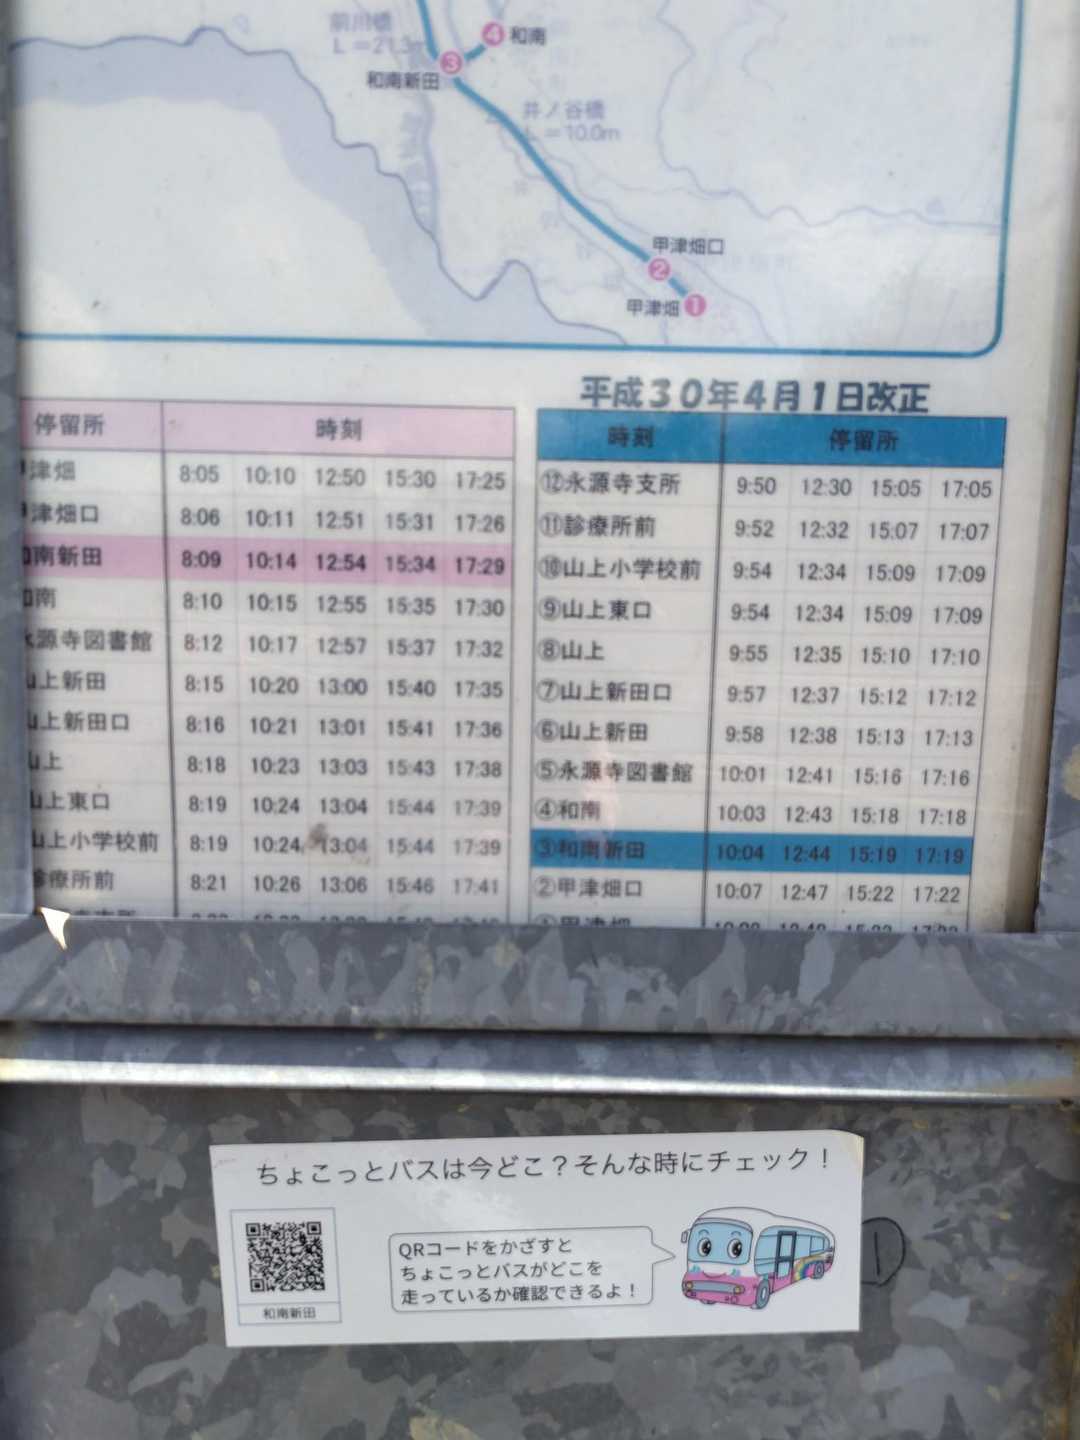 前川橋
L=21.3m
④和南
和南新田③
井ノ谷橋
L=10.0m
甲津畑口
②
甲津畑①
平成30年4月1日改正
停留所 時刻
津畑 8:05 10:10 12:50 15:30 17:25
津畑口 8:06 10:11 12:51 15:31 17:26
南新田 8:09 10:14 12:54 15:34 17:29
南 8:10 10:15 12:55 15:35 17:30
源寺図書館 8:12 10:17 12:57 15:37 17:32
山上新田 8:15 10:20 13:00 15:40 17:35
山上新田口 8:16 10:21 13:01 15:41 17:36
山上 8:18 10:23 13:03 15:43 17:38
山上東口 8:19 10:24 13:04 15:44 17:39
山上小学校前 8:19 10:24 13:04 15:44 17:39
診療所前 8:21 10:26 13:06 15:46 17:41
時刻 停留所
⑫永源寺支所 9:50 12:30 15:05 17:05
⑪診療所前 9:52 12:32 15:07 17:07
⑩山上小学校前 9:54 12:34 15:09 17:09
⑨山上東口 9:54 12:34 15:09 17:09
⑧山上 9:55 12:35 15:10 17:10
⑦山上新田口 9:57 12:37 15:12 17:12
⑥山上新田 9:58 12:38 15:13 17:13
⑤永源寺図書館 10:01 12:41 15:16 17:16
④和南 10:03 12:43 15:18 17:18
③和南新田 10:04 12:44 15:19 17:19
②甲津畑口 10:07 12:47 15:22 17:22
ちょこっとバスは今どこ？そんな時にチェック！
QRコードをかざすと
ちょこっとバスがどこを
走っているか確認できるよ！
和南新田
①